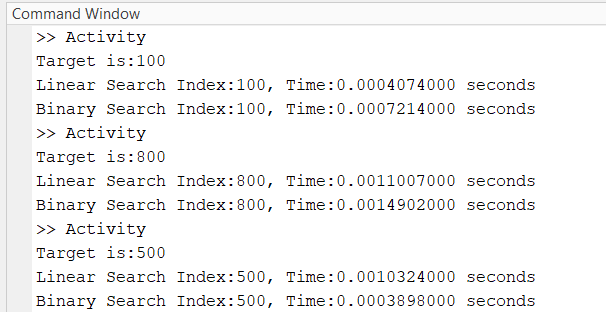 Command Window
>> Activity
Target is:100
Linear Search Index:100, Time:0.0004074000 seconds
Binary Search Index:100, Time:0.0007214000 seconds
>> Activity
Target is:800
Linear Search Index:800, Time:0.0011007000 seconds
Binary Search Index:800, Time:0.0014902000 seconds
>> Activity
Target is:500
Linear Search Index:500, Time:0.0010324000 seconds
Binary Search Index:500, Time:0.0003898000 seconds